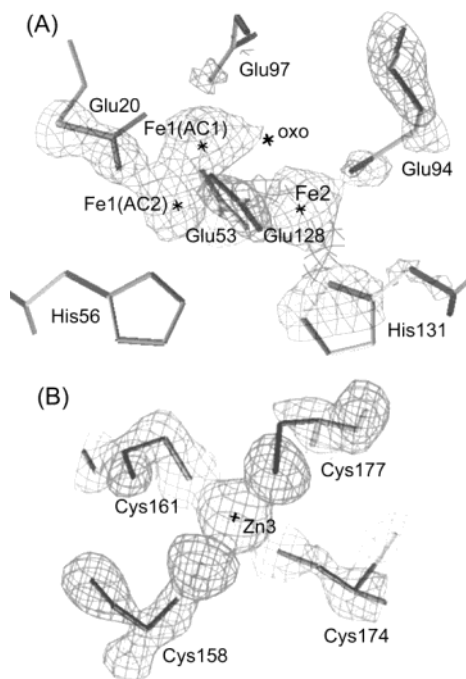 (A)
Glu97
Glu20
Fe1(AC1)
oxo
Glu94
Fe1(AC2)
Fe2
Glu53
Glu128
His56
His131
(B)
Cys177
Cys161
Zn3
Cys174
Cys158